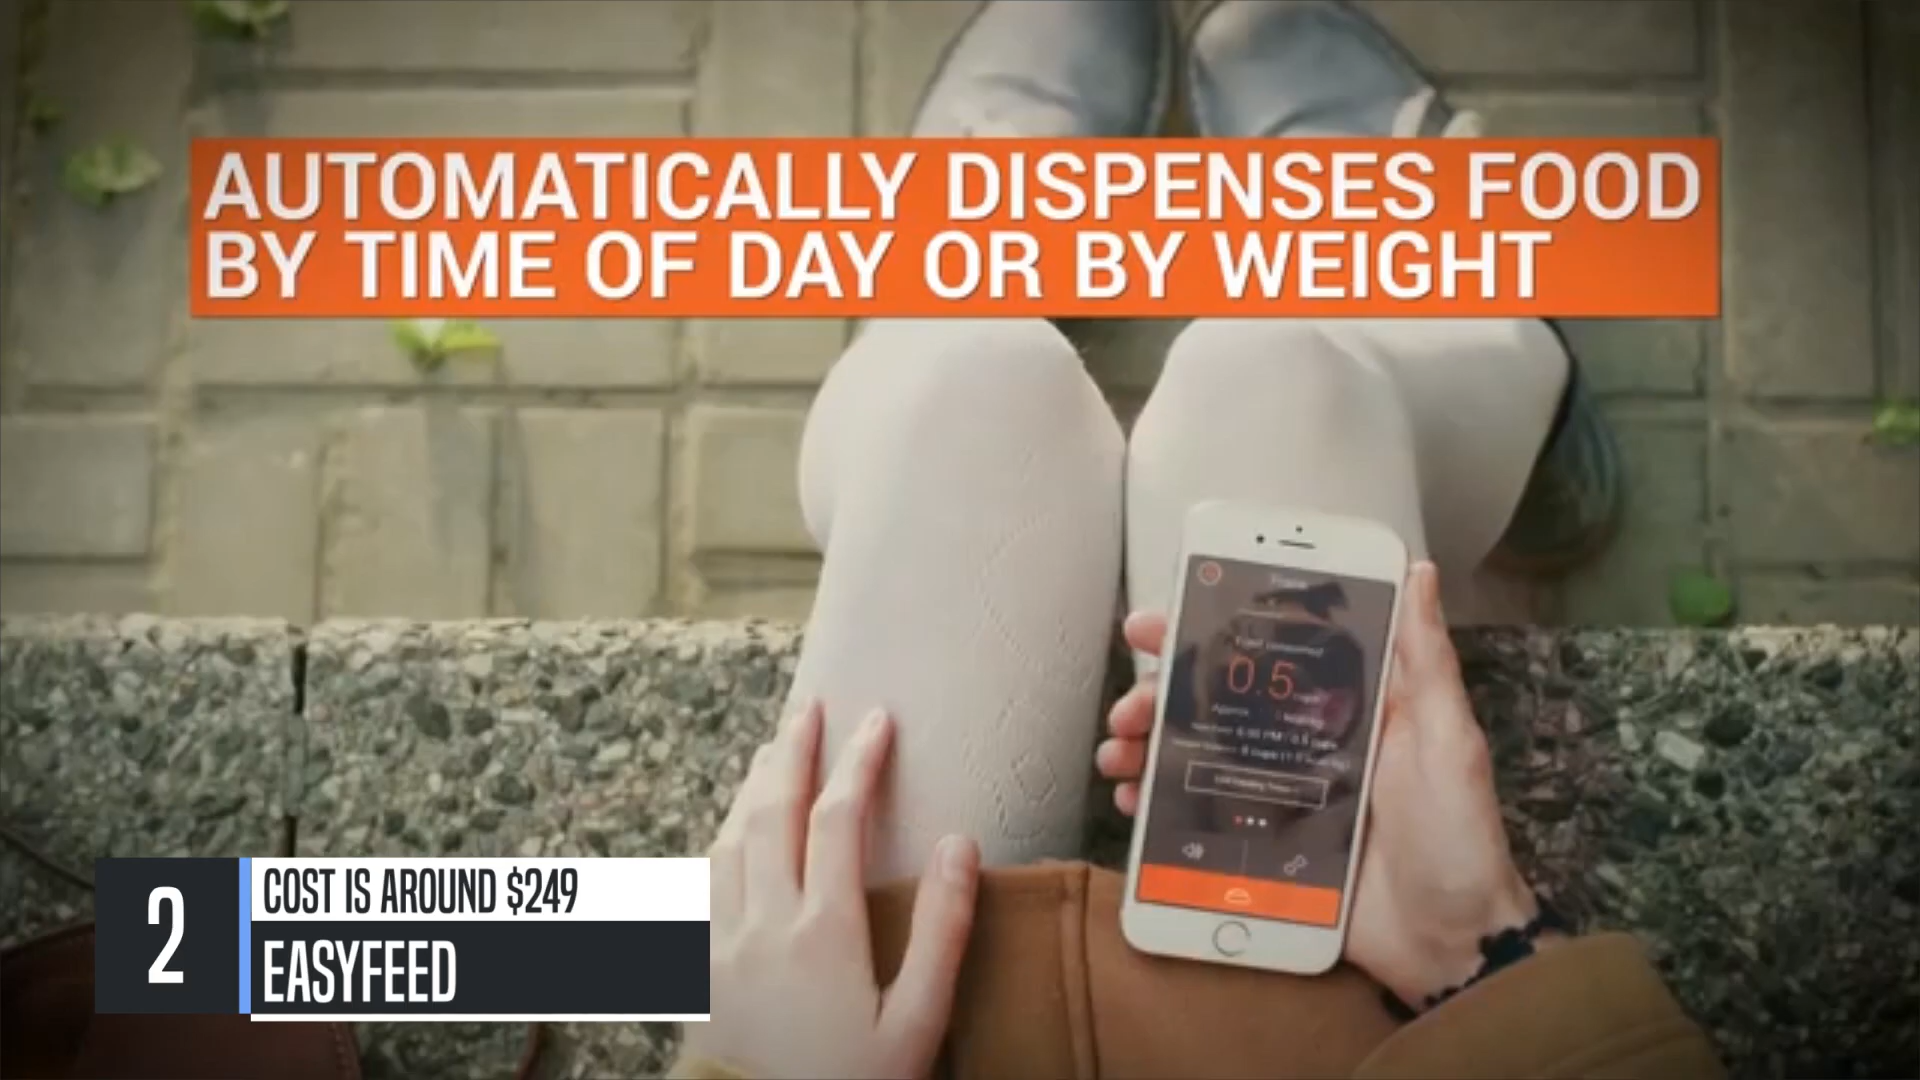 AUTOMATICALLY DISPENSES FOOD
BY TIME OF DAY OR BY WEIGHT
0.5
2
COST IS AROUND $249
EASYFEED